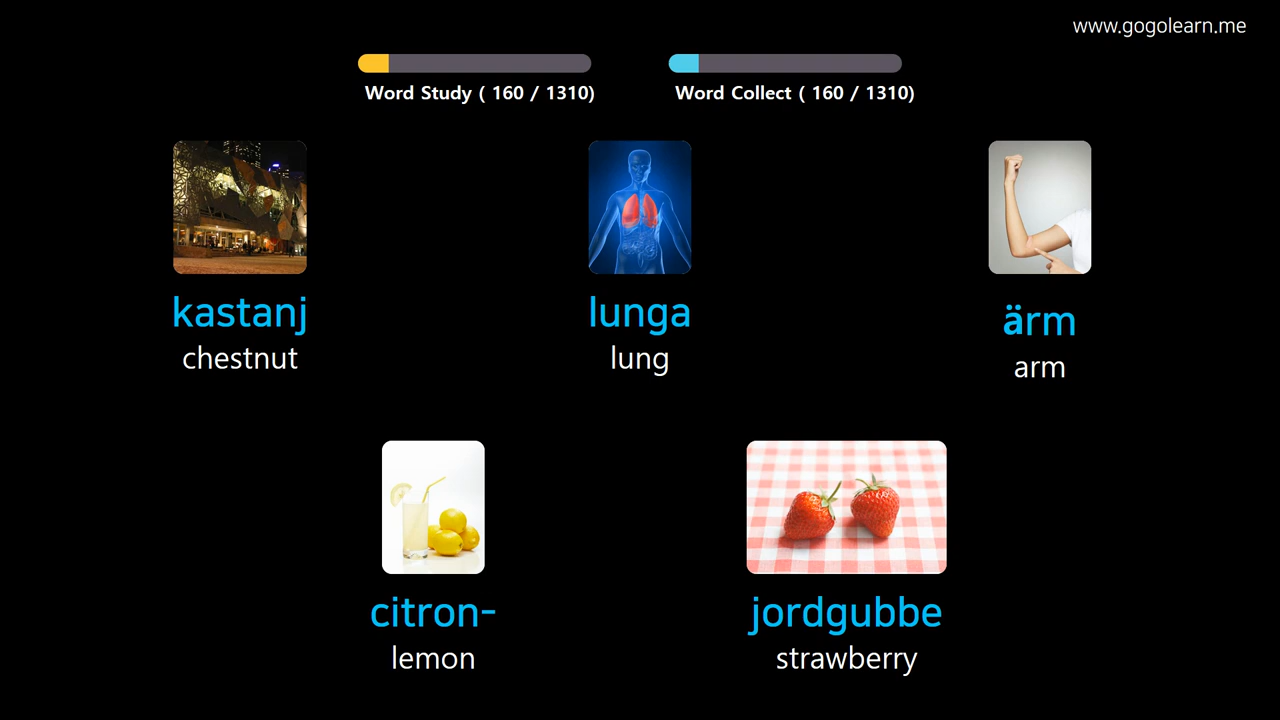 www.gogolearn.me
Word Study ( 160 / 1310)
Word Collect ( 160 / 1310)
kastanj
chestnut
lunga
lung
ärm
arm
citron-
lemon
jordgubbe
strawberry